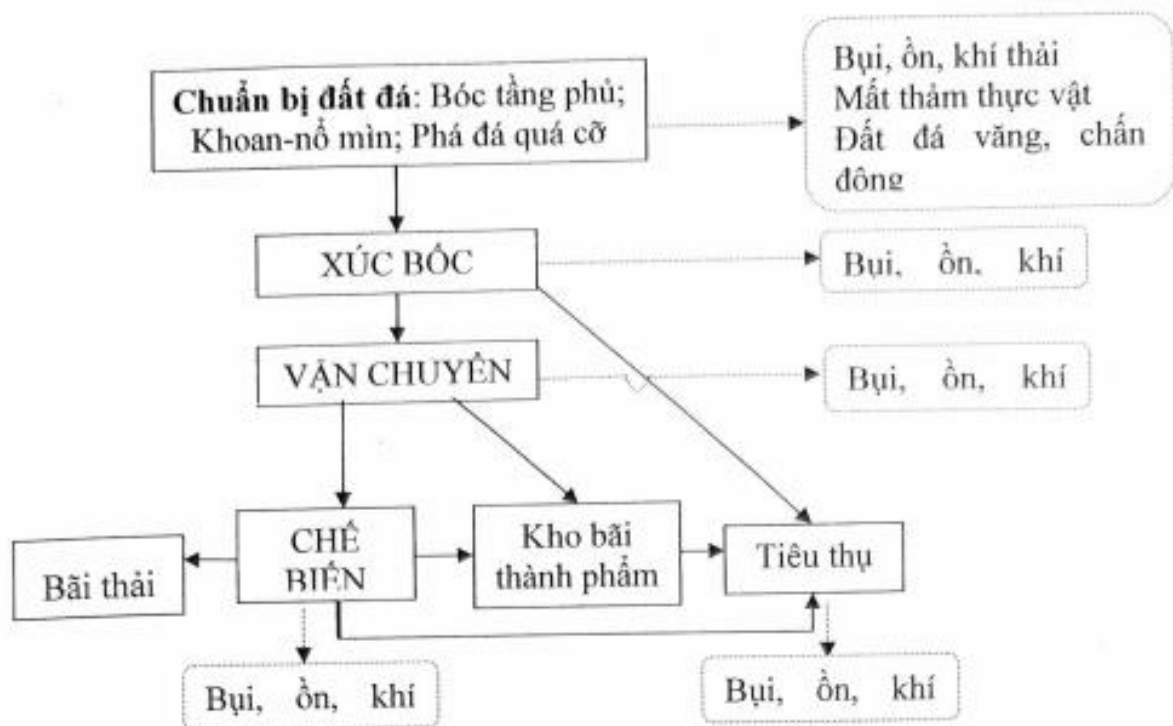 Bụi, ồn, khí thải
Mất thảm thực vật
Đất đá văng, chấn
động
Chuẩn bị đất đá: Bóc tầng phủ;
Khoan-nổ mìn; Phá đá quá cỡ
XÚC BỐC
Bụi, ồn, khí
VẬN CHUYỂN
Bụi, ồn, khí
Bãi thải
CHẾ
BIẾN
Kho bãi
thành phẩm
Tiêu thụ
Bụi, ồn, khí
Bụi, ồn, khí